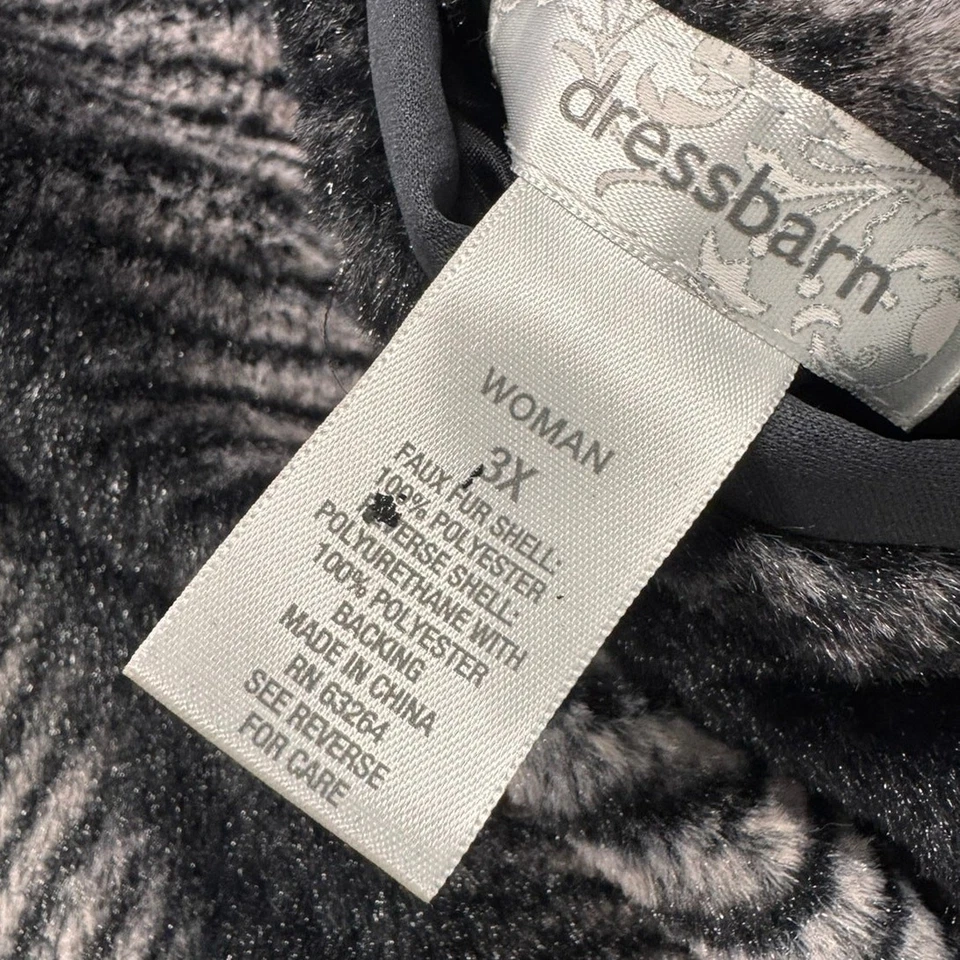 dressbarn
WOMAN
3X
FAUX FUR SHELL:
100% POLYESTER
REVERSE SHELL:
POLYURETHANE WITH
100% POLYESTER
BACKING
MADE IN CHINA
RN 63264
SEE REVERSE
FOR CARE